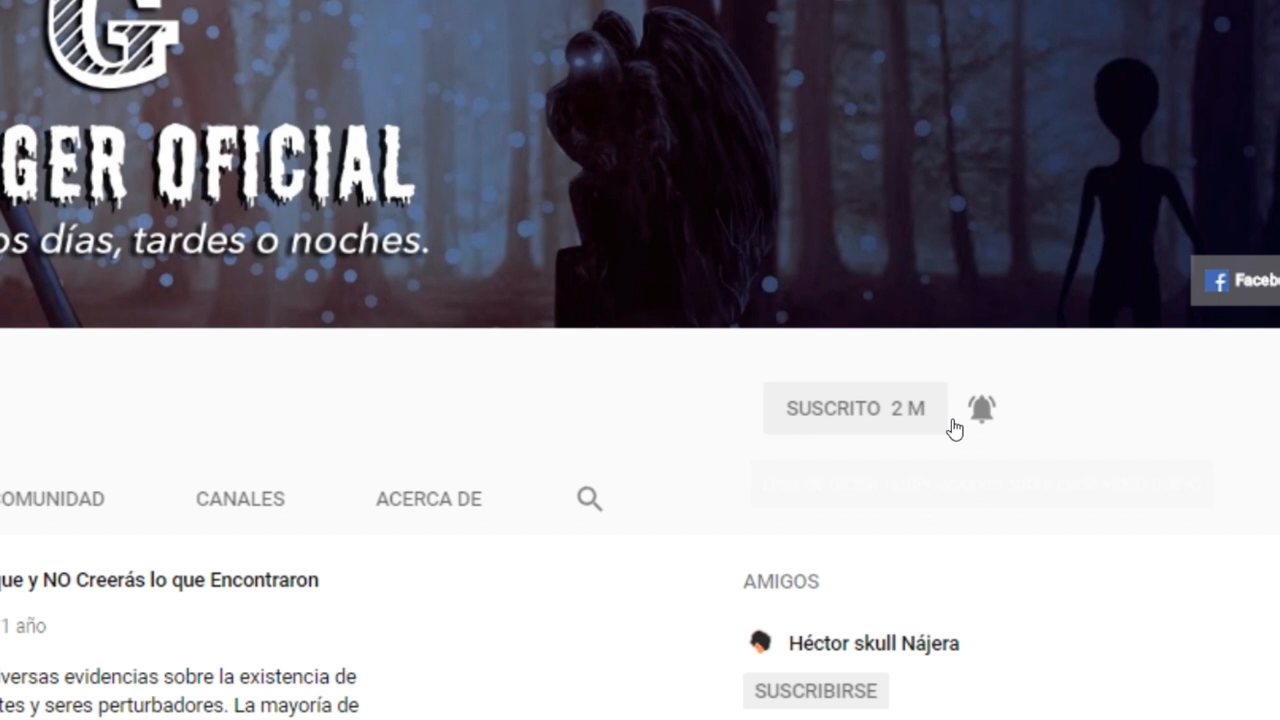 G
GER OFICIAL
os días, tardes o noches.
Faceb
SUSCRITO 2 M
COMUNIDAD CANALES ACERCA DE
que y NO Creerás lo que Encontraron
AMIGOS
1 año
Héctor skull Nájera
versas evidencias sobre la existencia de
SUSCRIBIRSE
tes y seres perturbadores. La mayoría de